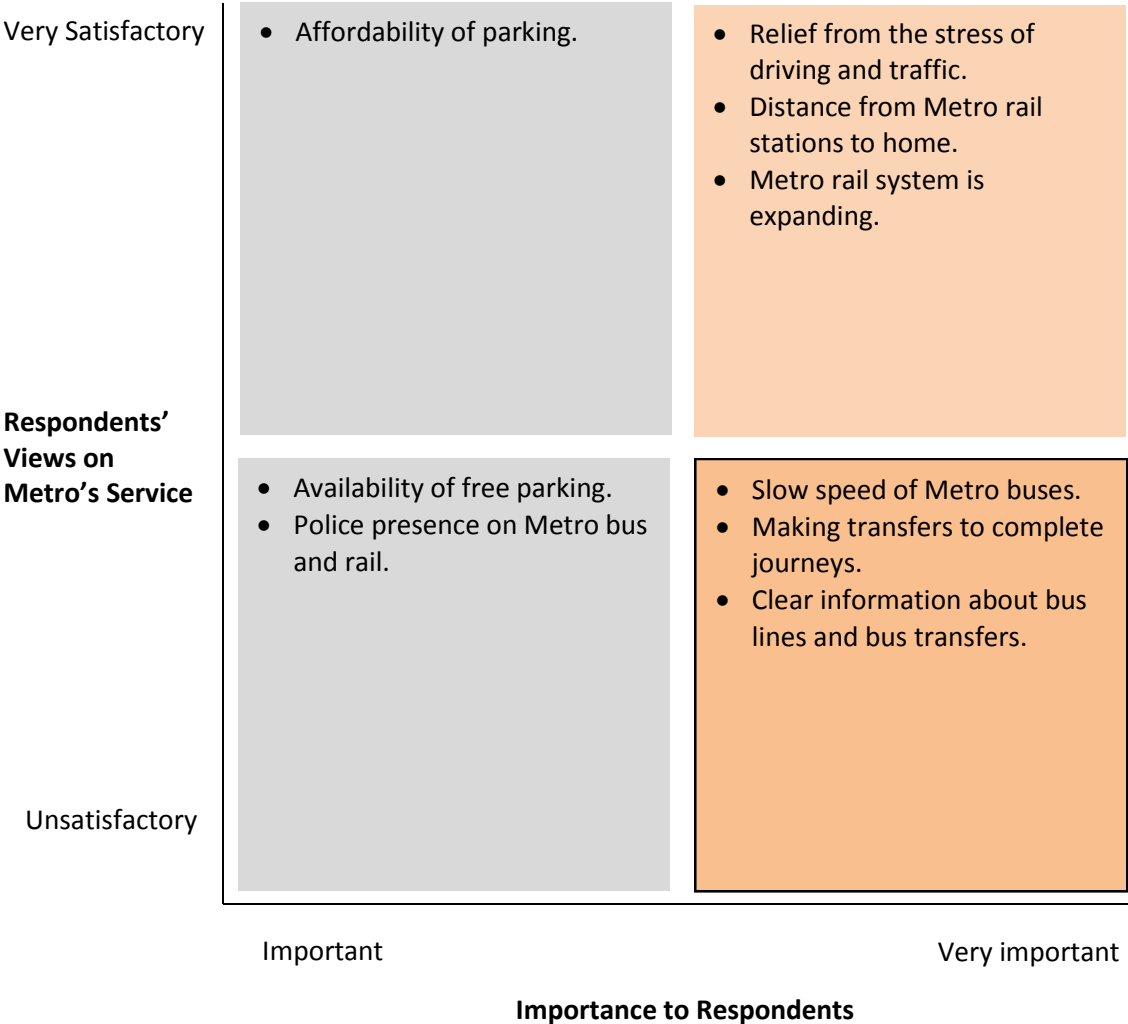 Very Satisfactory
• Affordability of parking.
• Relief from the stress of
driving and traffic.
• Distance from Metro rail
stations to home.
• Metro rail system is
expanding.
Respondents’
Views on
Metro’s Service
• Availability of free parking.
• Police presence on Metro bus
and rail.
• Slow speed of Metro buses.
• Making transfers to complete
journeys.
• Clear information about bus
lines and bus transfers.
Unsatisfactory
Important
Very important
Importance to Respondents